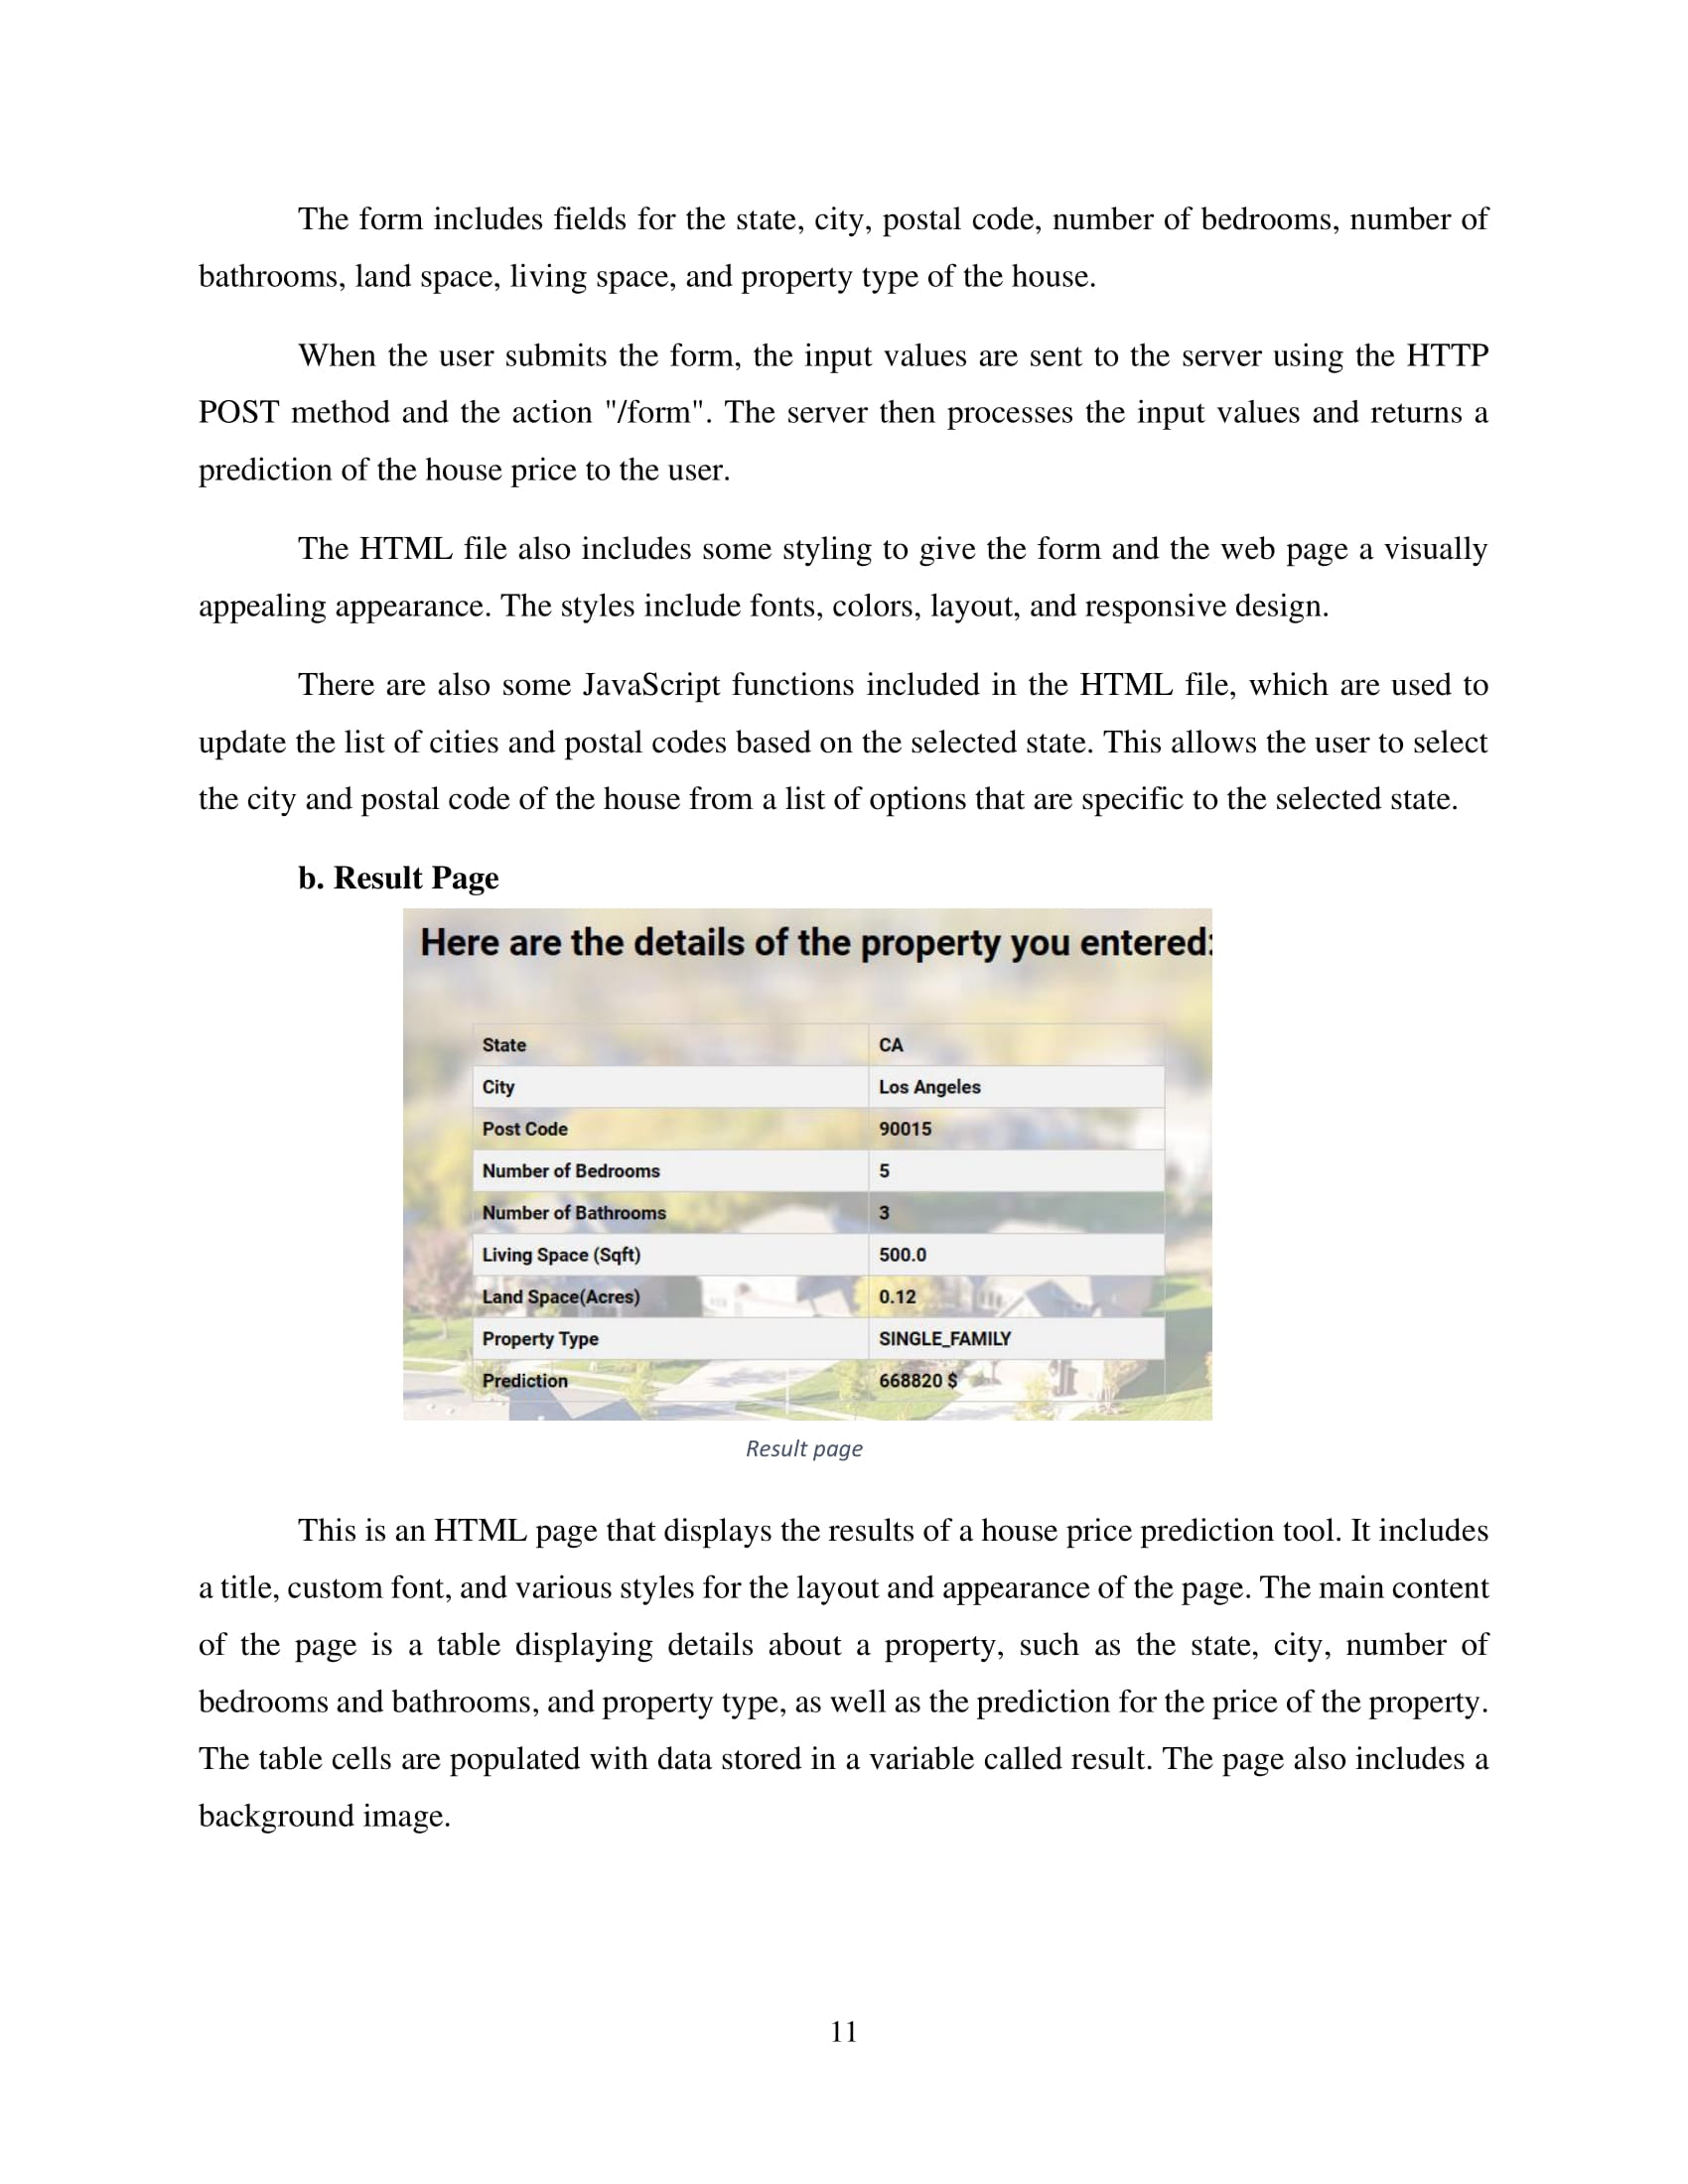 The form includes fields for the state, city, postal code, number of bedrooms, number of
bathrooms, land space, living space, and property type of the house.
When the user submits the form, the input values are sent to the server using the HTTP
POST method and the action "/form". The server then processes the input values and returns a
prediction of the house price to the user.
The HTML file also includes some styling to give the form and the web page a visually
appealing appearance. The styles include fonts, colors, layout, and responsive design.
There are also some JavaScript functions included in the HTML file, which are used to
update the list of cities and postal codes based on the selected state. This allows the user to select
the city and postal code of the house from a list of options that are specific to the selected state.
b. Result Page
Here are the details of the property you entered:
State CA
City Los Angeles
Post Code 90015
Number of Bedrooms 5
Number of Bathrooms 3
Living Space (Sqft) 500.0
Land Space(Acres) 0.12
Property Type SINGLE_FAMILY
Prediction 668820 $
Result page
This is an HTML page that displays the results of a house price prediction tool. It includes
a title, custom font, and various styles for the layout and appearance of the page. The main content
of the page is a table displaying details about a property, such as the state, city, number of
bedrooms and bathrooms, and property type, as well as the prediction for the price of the property.
The table cells are populated with data stored in a variable called result. The page also includes a
background image.
11